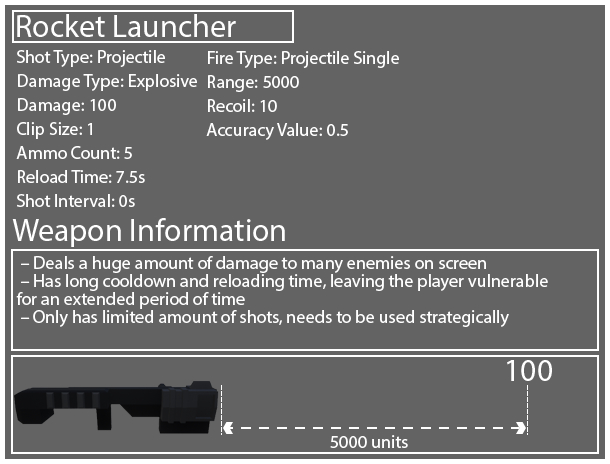 Rocket Launcher
Shot Type: Projectile
Fire Type: Projectile Single
Damage Type: Explosive
Range: 5000
Damage: 100
Recoil: 10
Clip Size: 1
Accuracy Value: 0.5
Ammo Count: 5
Reload Time: 7.5s
Shot Interval: 0s
Weapon Information
– Deals a huge amount of damage to many enemies on screen
– Has long cooldown and reloading time, leaving the player vulnerable
for an extended period of time
– Only has limited amount of shots, needs to be used strategically
100
5000 units